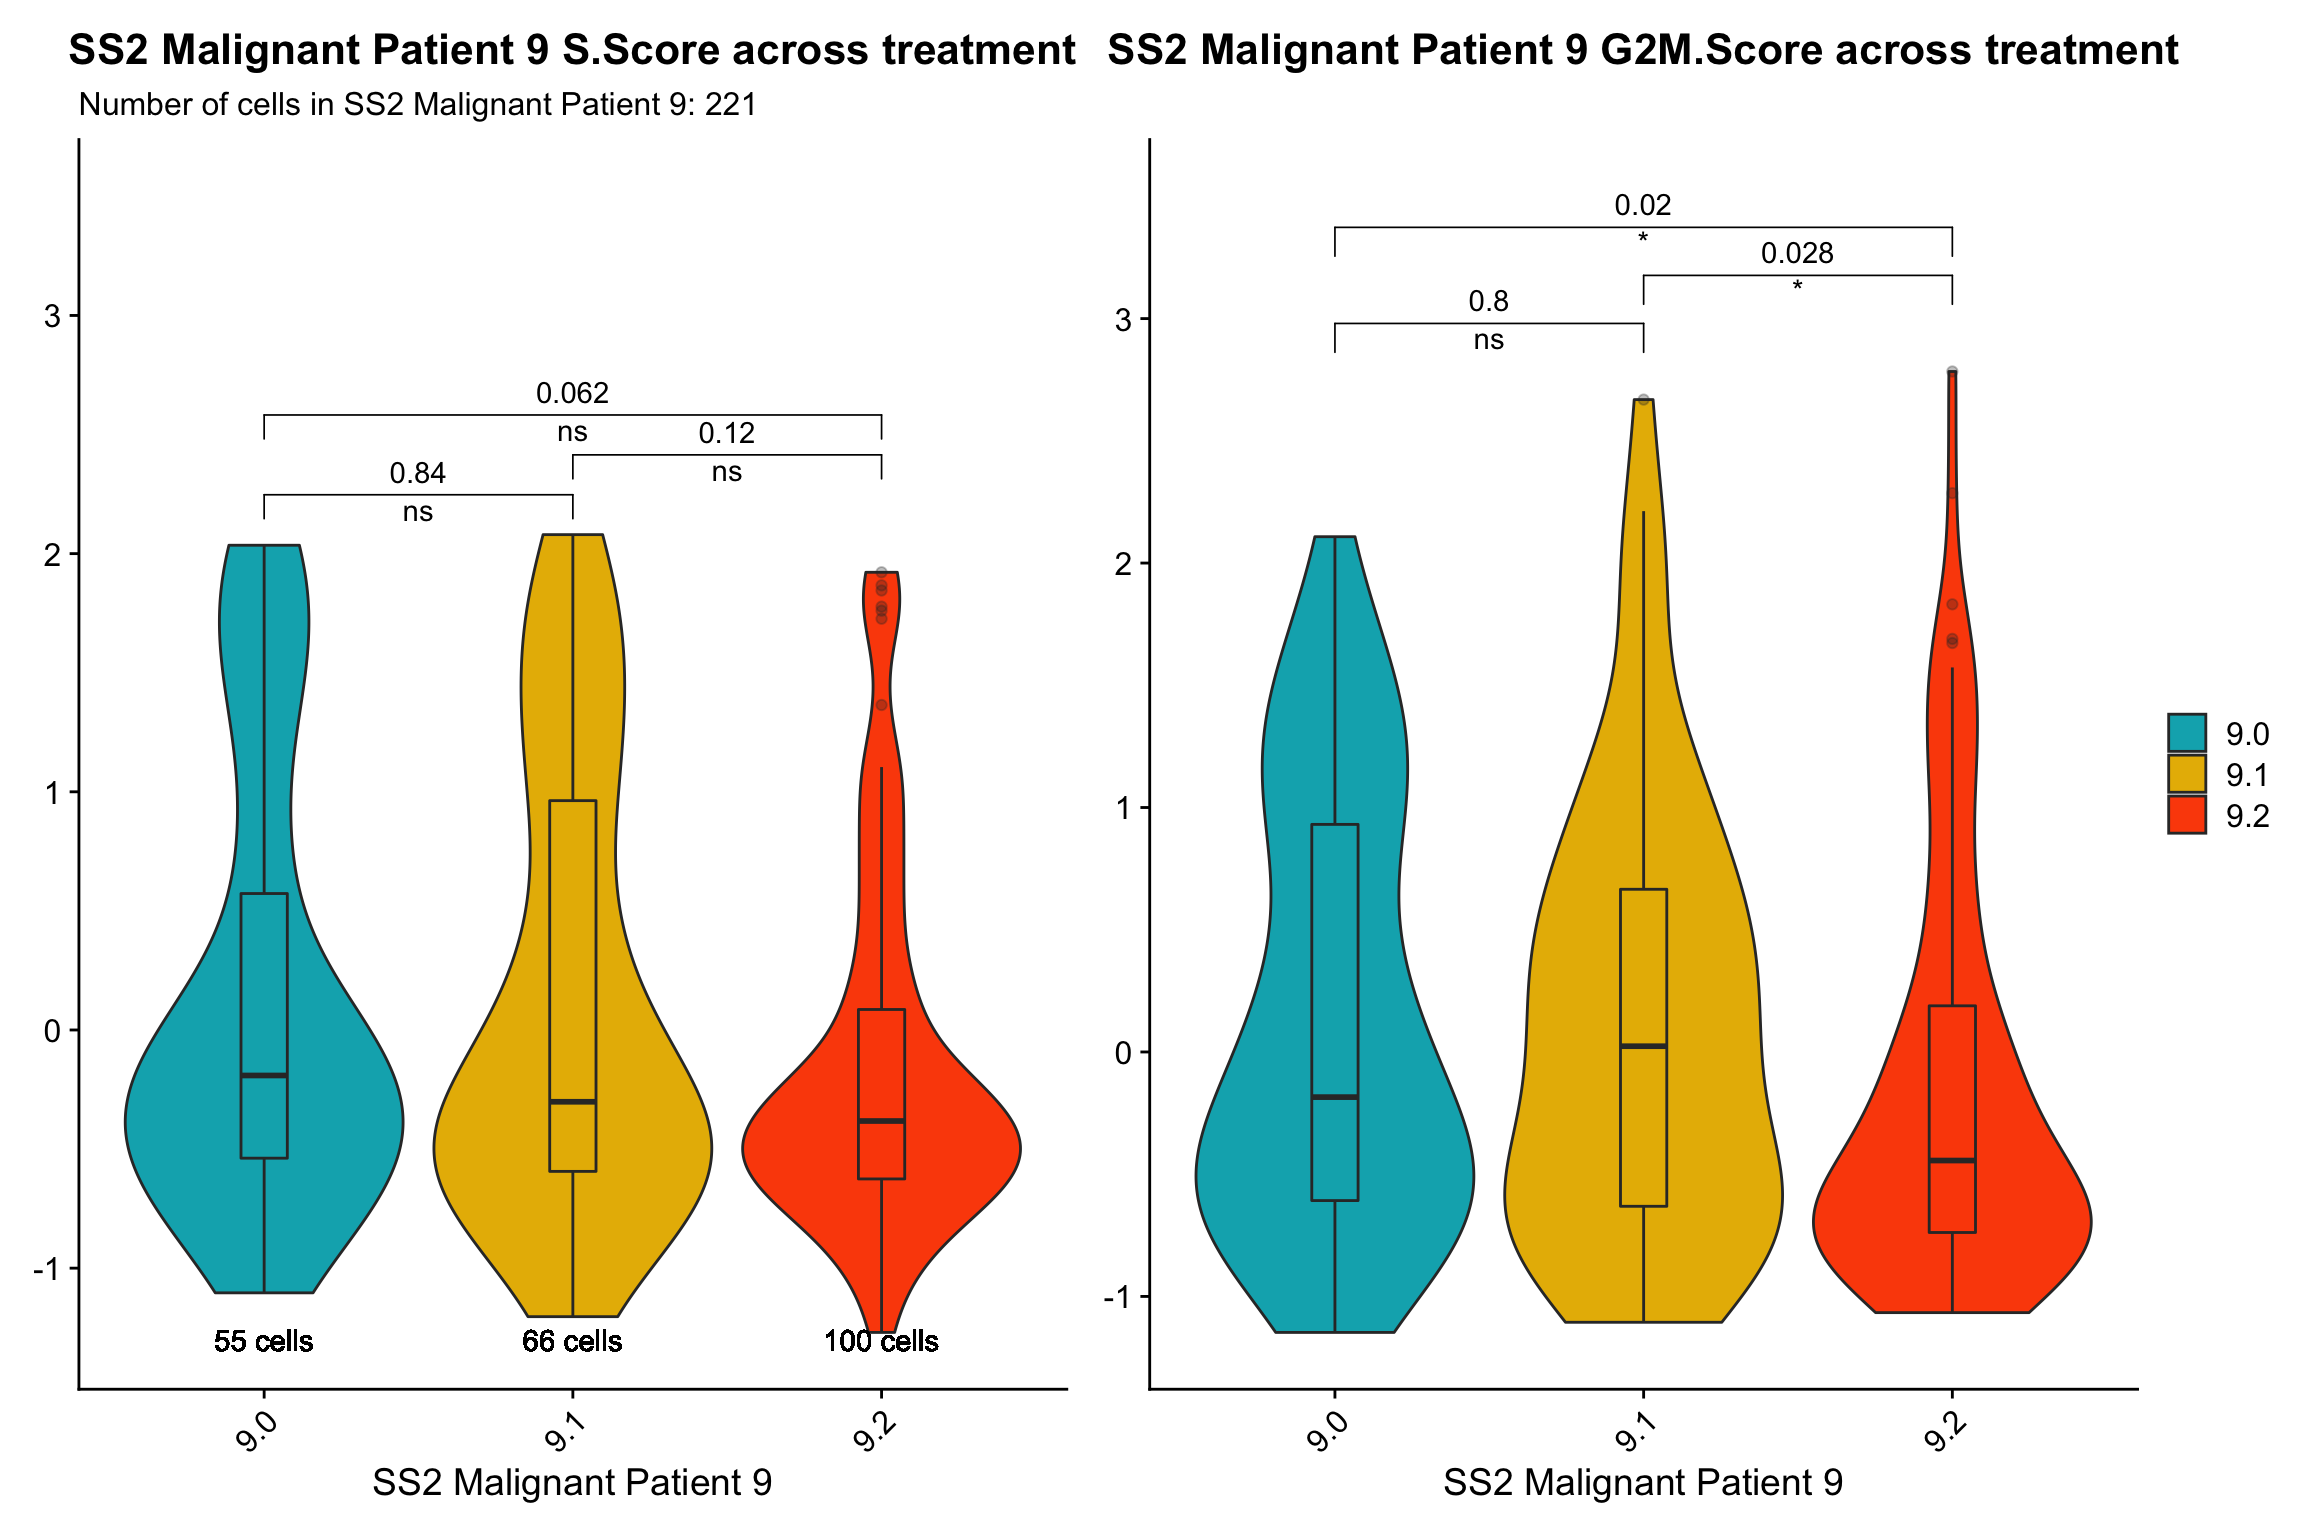 SS2 Malignant Patient 9 S.Score across treatment
Number of cells in SS2 Malignant Patient 9: 221
3
2
1
0
-1
0.062
ns
0.12
ns
0.84
ns
55 cells
66 cells
100 cells
9.0
9.1
9.2
SS2 Malignant Patient 9
SS2 Malignant Patient 9 G2M.Score across treatment
3
2
1
0
-1
0.02
*
0.028
*
0.8
ns
9.0
9.1
9.2
SS2 Malignant Patient 9
9.0
9.1
9.2